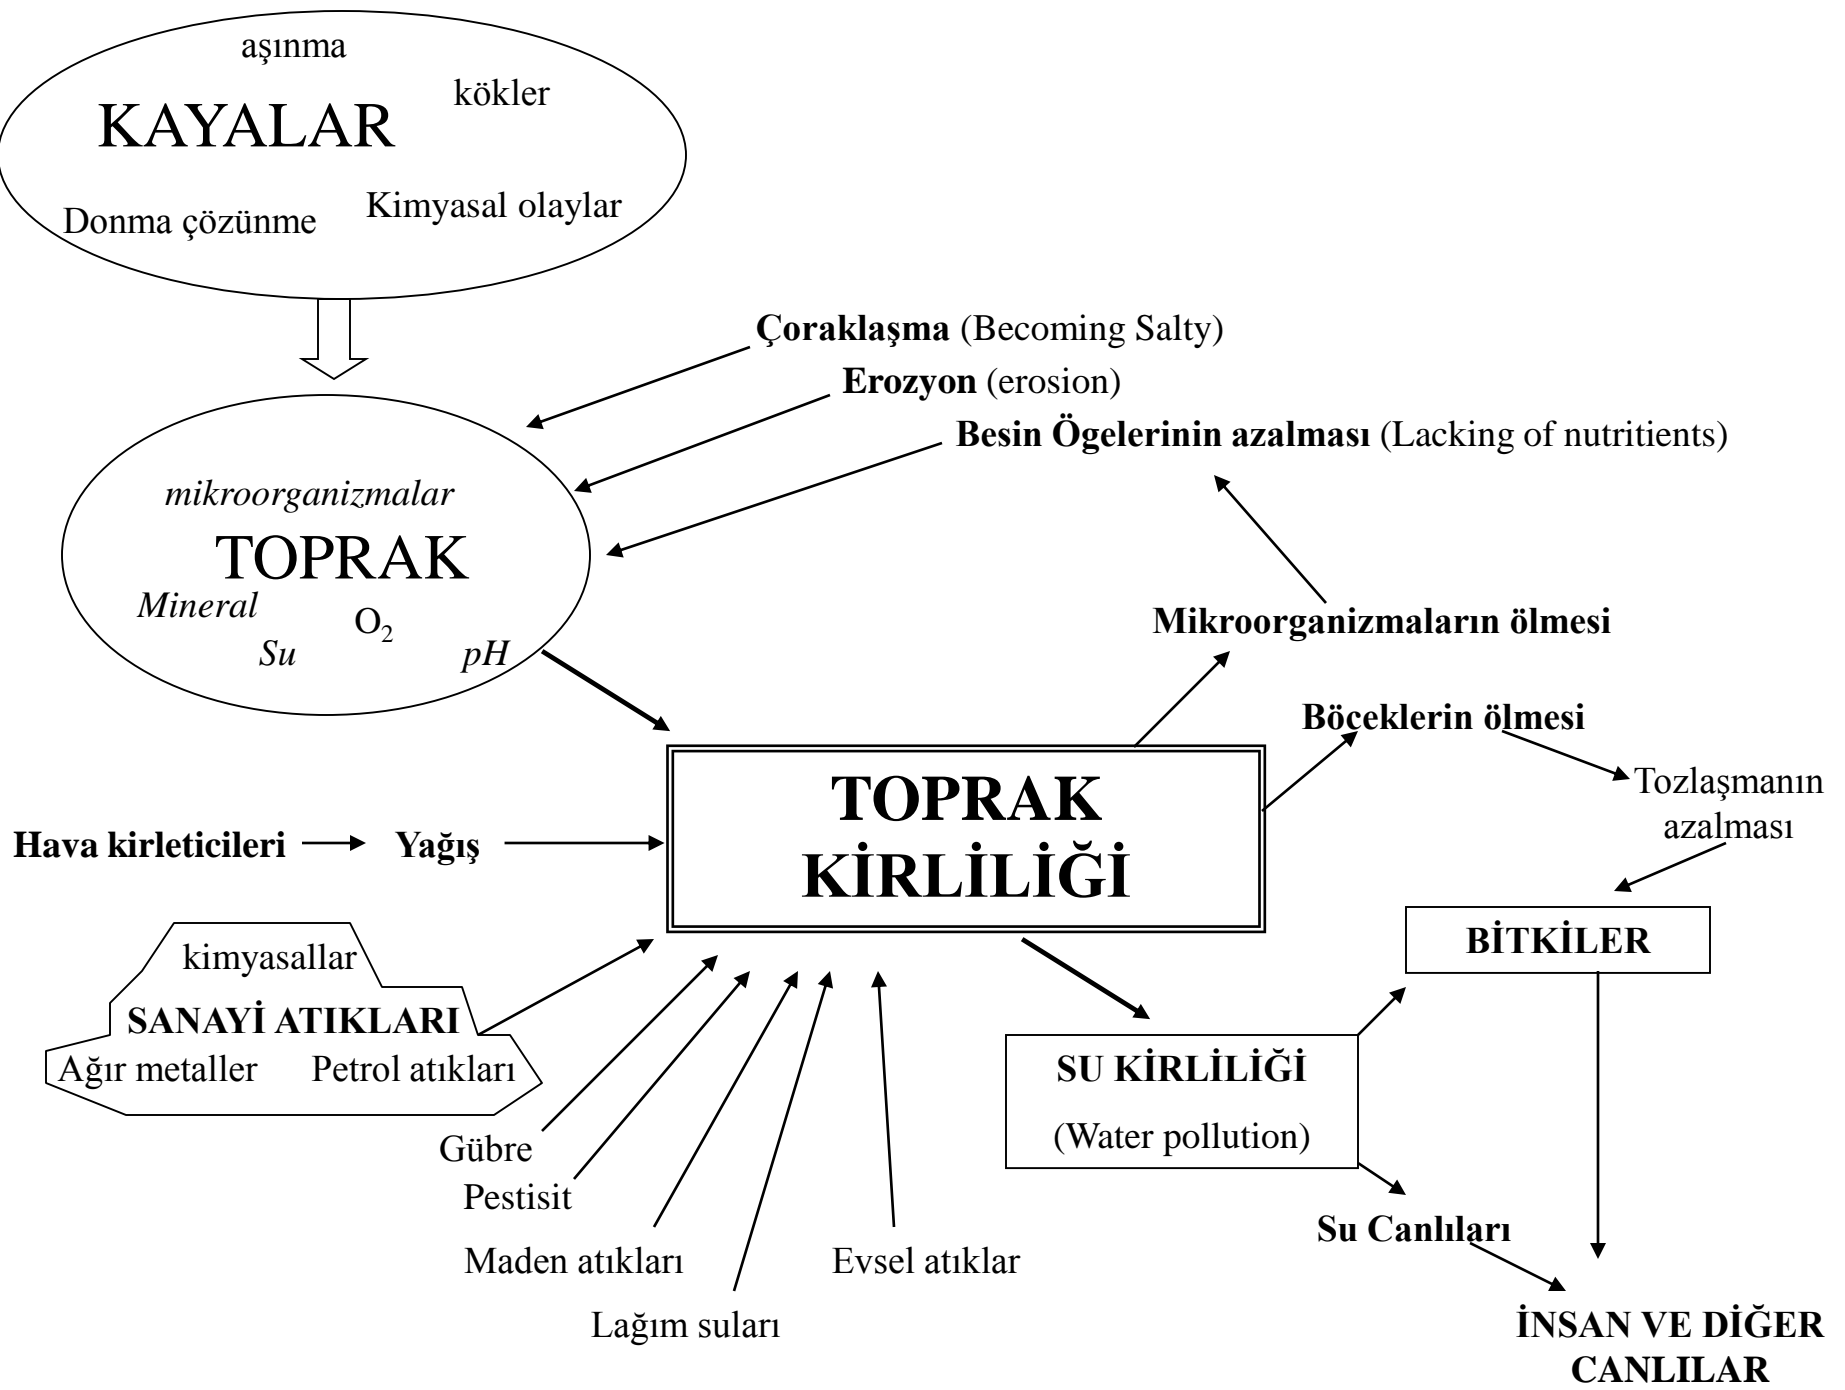 aşınma
kökler
KAYALAR
Kimyasal olaylar
Donma çözünme
Çoraklaşma (Becoming Salty)
Erozyon (erosion)
Besin Ögelerinin azalması (Lacking of nutritients)
mikroorganizmalar
TOPRAK
Mineral
O₂
Su
pH
Mikroorganizmaların ölmesi
Böceklerin ölmesi
Tozlaşmanın
azalması
TOPRAK
KİRLİLİĞİ
Hava kirleticileri
Yağış
BİTKİLER
kimyasallar
SANAYİ ATIKLARI
Ağır metaller
Petrol atıkları
SU KİRLİLİĞİ
(Water pollution)
Gübre
Pestisit
Maden atıkları
Evsel atıklar
Lağım suları
Su Canlıları
İNSAN VE DİĞER
CANLILAR